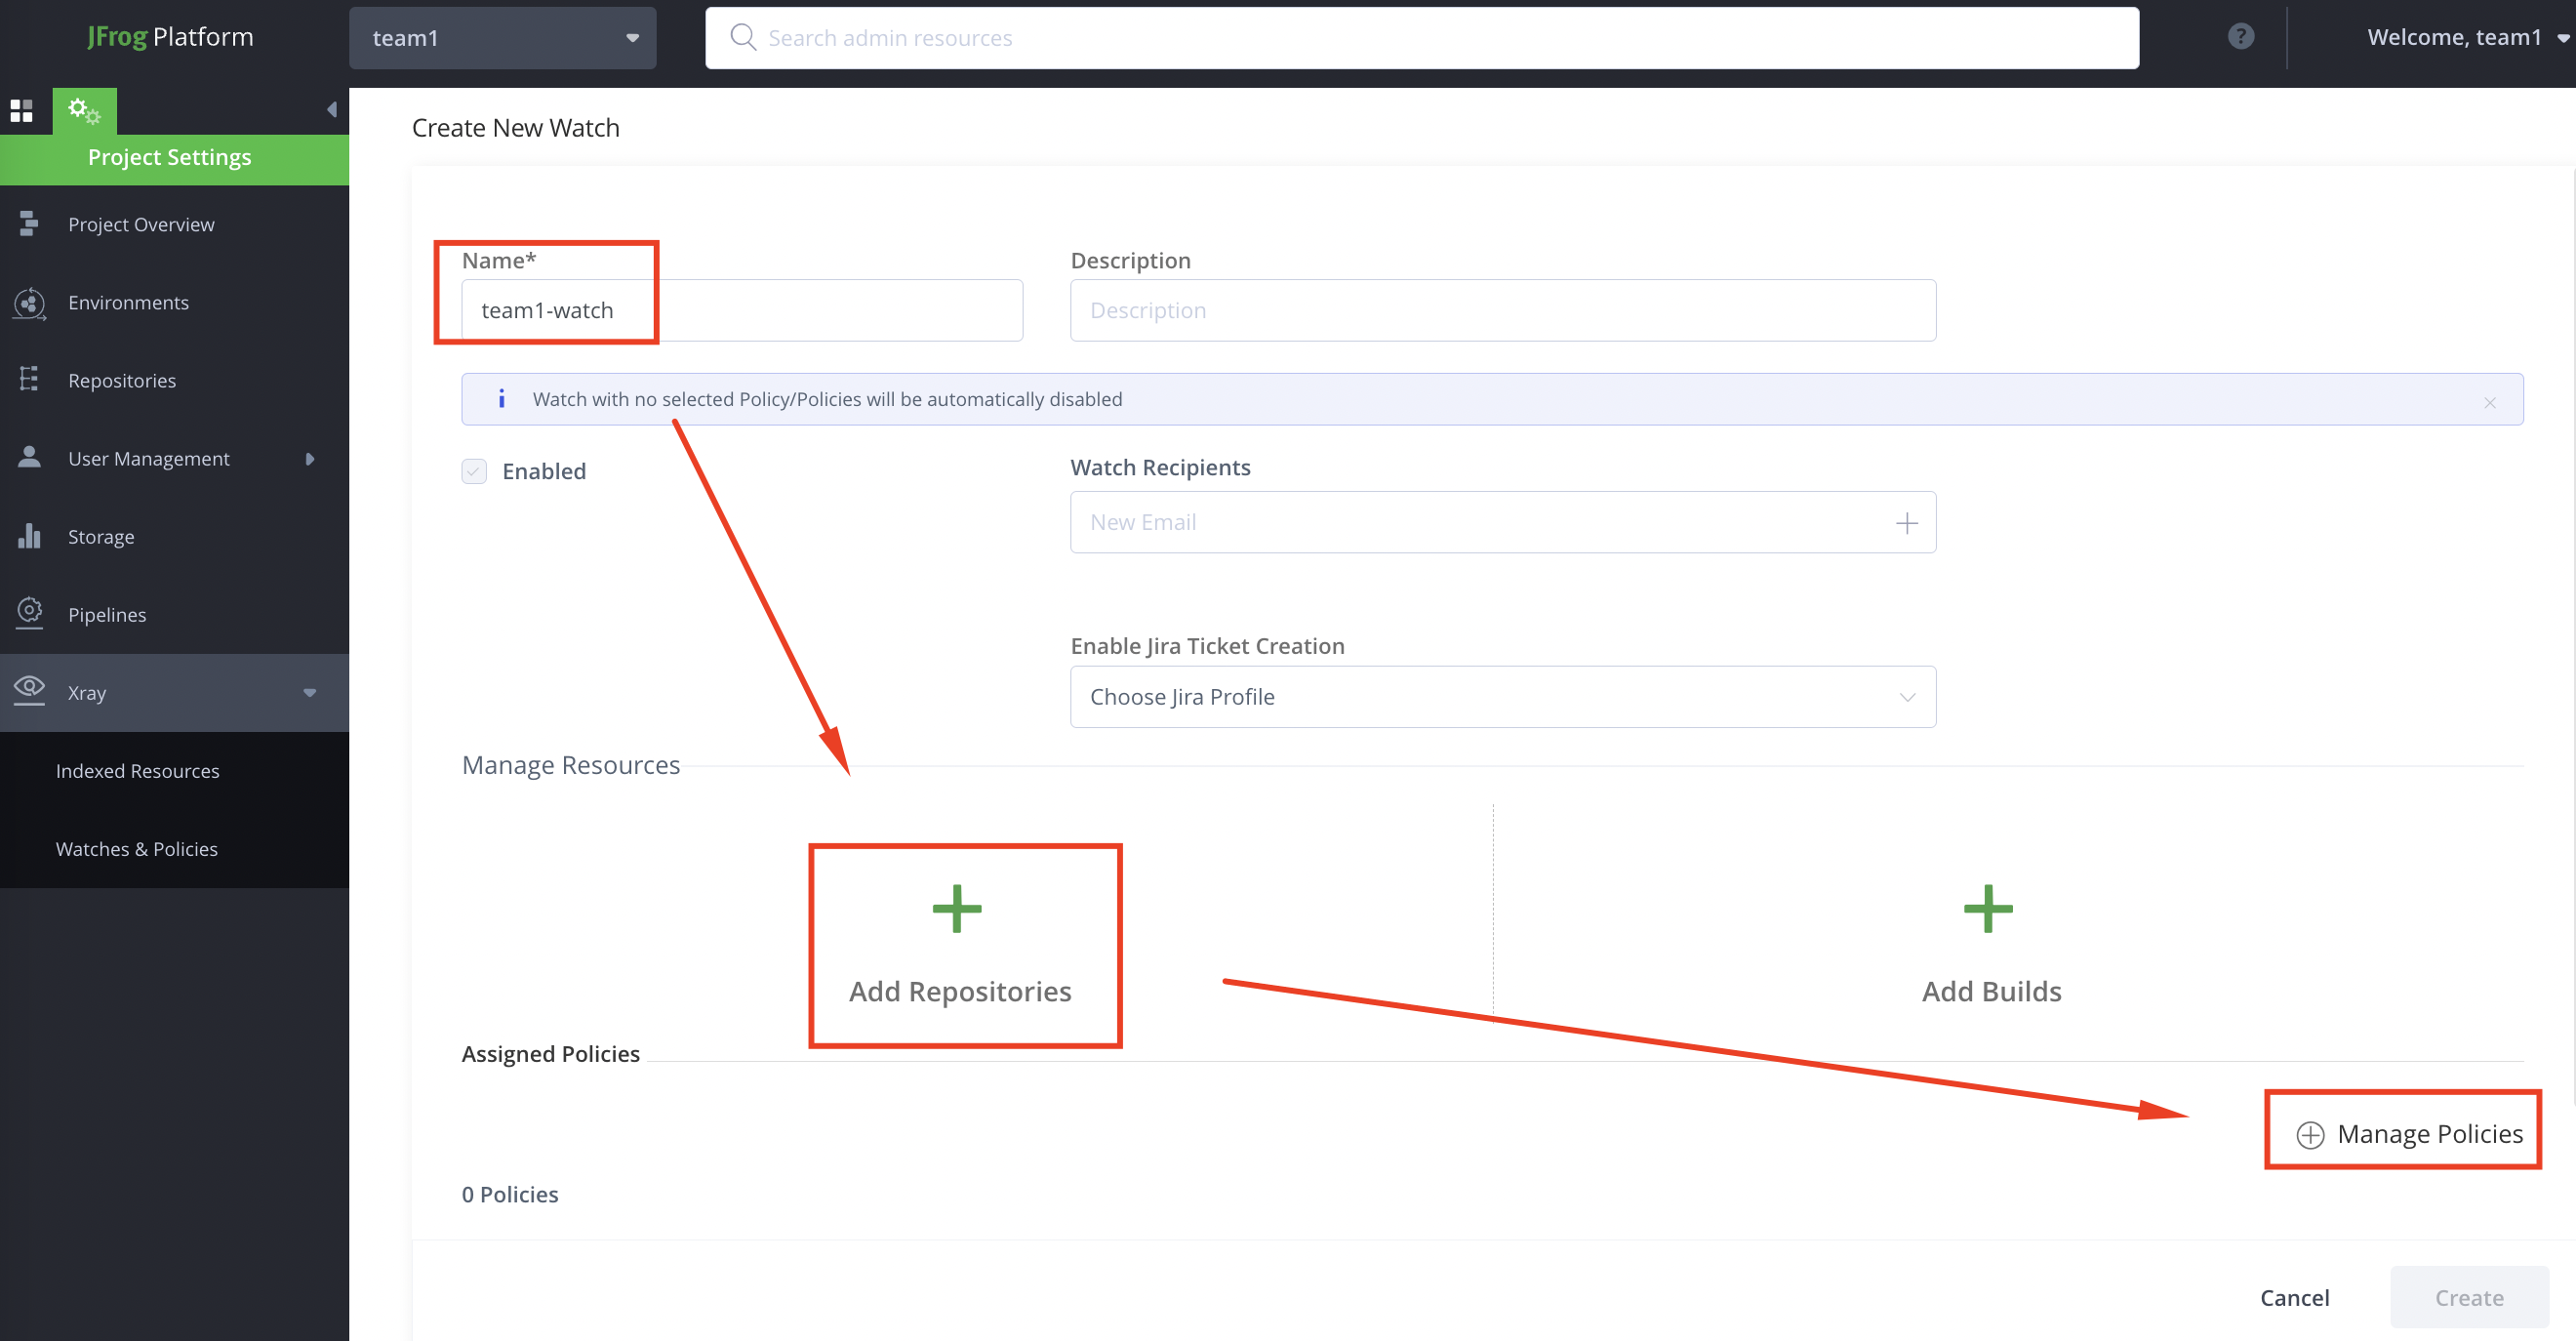 JFrog Platform
team1
Search admin resources
?
Welcome, team1
Project Settings
Project Overview
Environments
Repositories
User Management
Storage
Pipelines
Xray
Indexed Resources
Watches & Policies
Create New Watch
Name*
Description
team1-watch
Description
Watch with no selected Policy/Policies will be automatically disabled
Enabled
Watch Recipients
New Email
Enable Jira Ticket Creation
Choose Jira Profile
Manage Resources
Add Repositories
Add Builds
Assigned Policies
Manage Policies
0 Policies
Cancel
Create